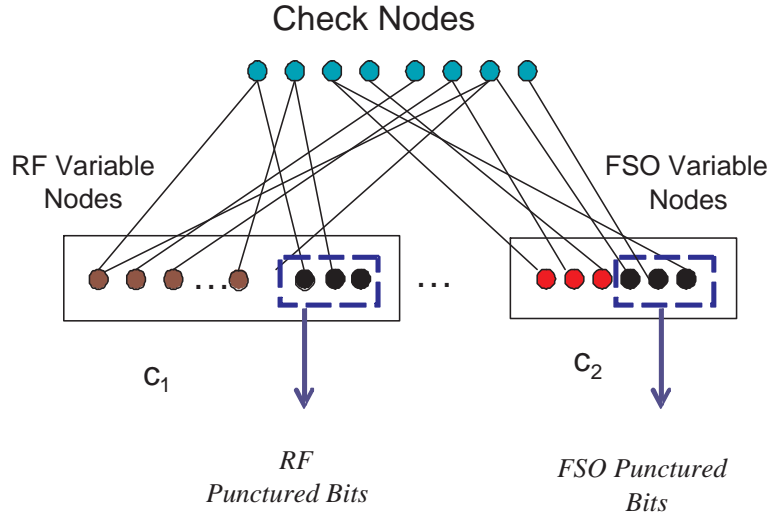 Check Nodes
RF Variable
Nodes
FSO Variable
Nodes
...
...
c1
c2
RF
Punctured Bits
FSO Punctured
Bits